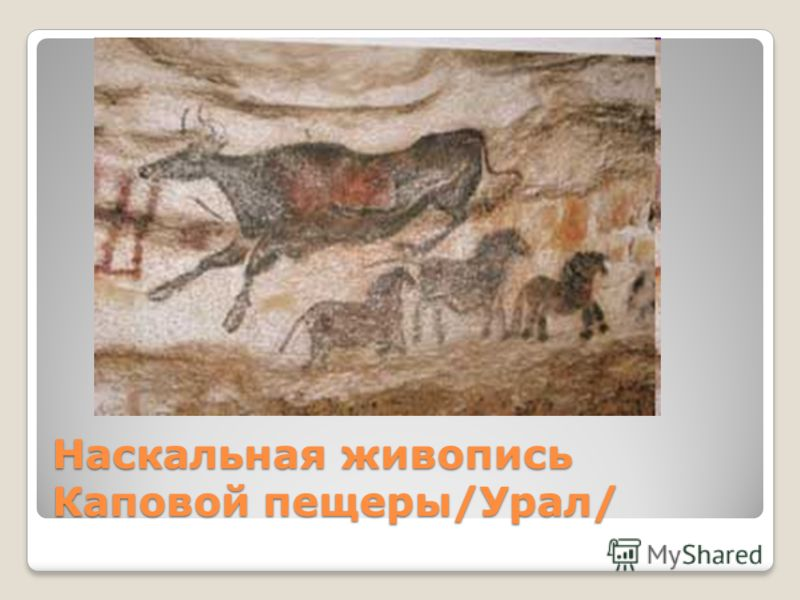 Наскальная живопись
Каповой пещеры/Урал/
MyShared